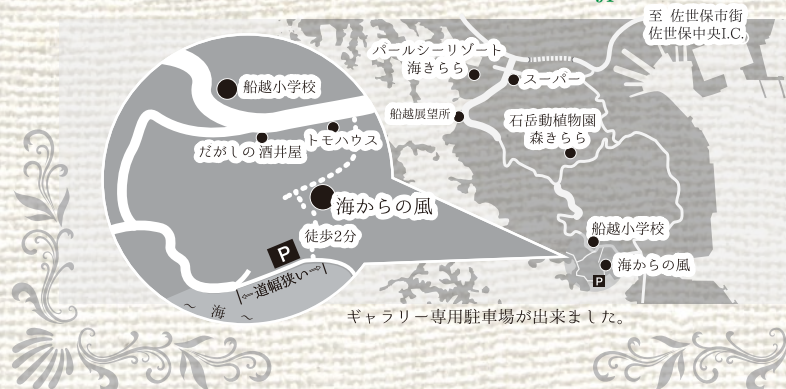 至 佐世保市街
佐世保中央I.C.
パールシーリゾート
海きらら
スーパー
船越展望所
石岳動植物園
森きらら
船越小学校
海からの風
P
船越小学校
だがしの酒井屋
トモハウス
海からの風
徒歩2分
P
←道幅狭い→
～ 海 ～
ギャラリー専用駐車場が出来ました。